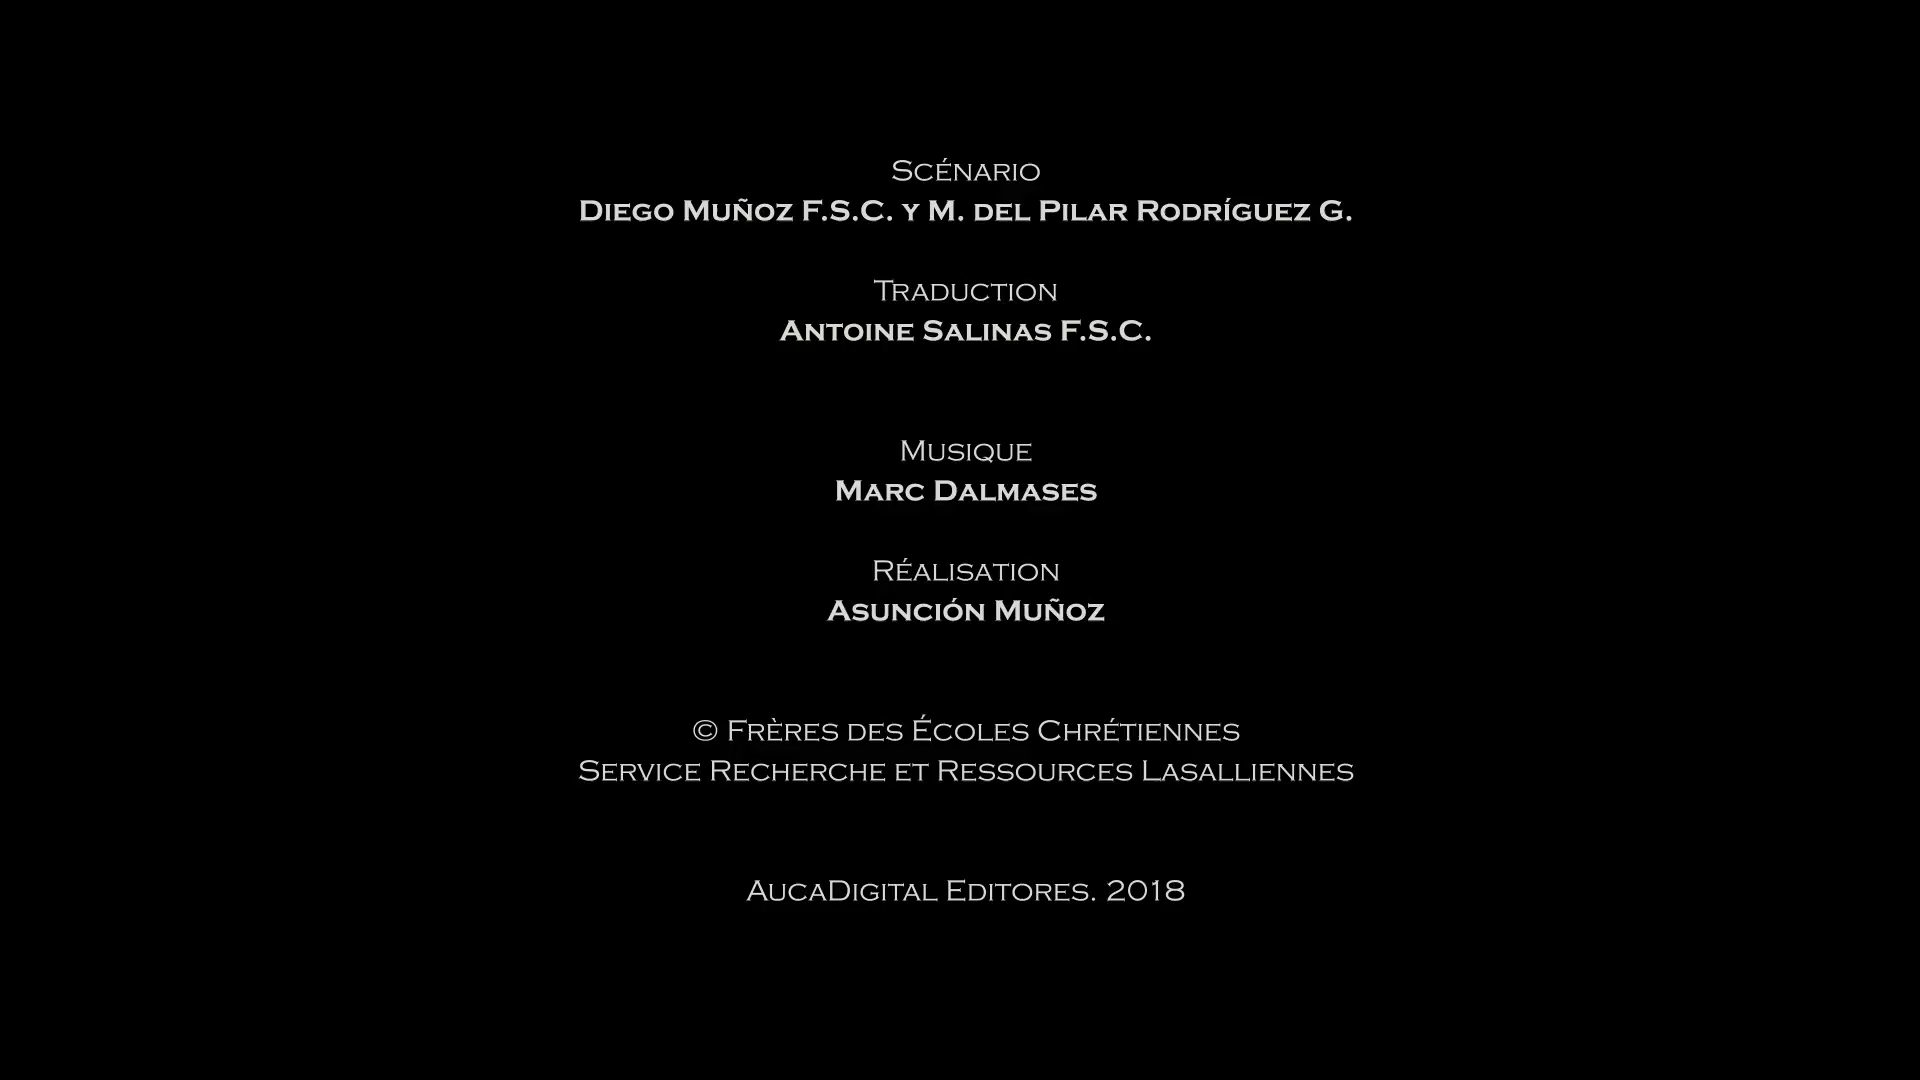 Scénario
Diego Muñoz F.S.C. y M. del Pilar Rodríguez G.
Traduction
Antoine Salinas F.S.C.
Musique
Marc Dalmases
Réalisation
Asunción Muñoz
© Frères des Écoles Chrétiennes
Service Recherche et Ressources Lasalliennes
AucaDigital Editores. 2018